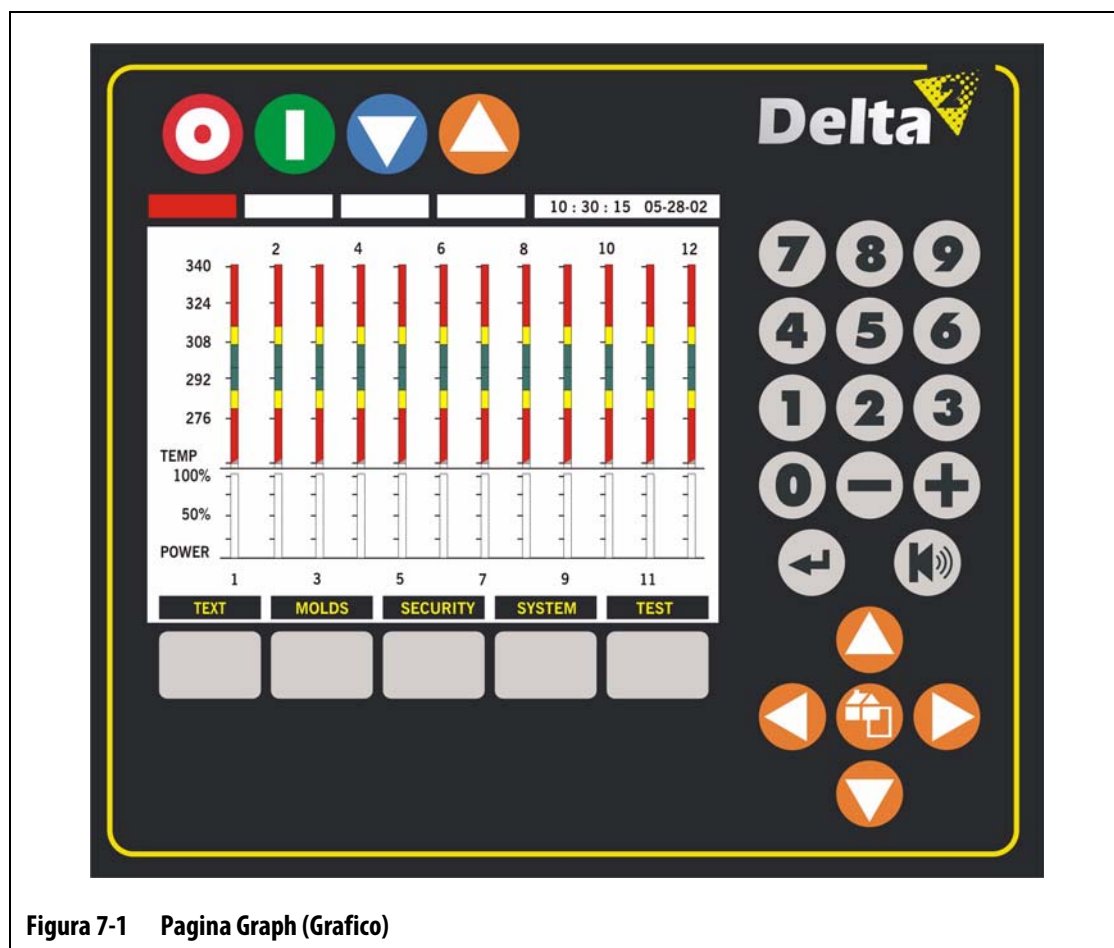 Delta 2
10 : 30 : 15 05-28-02
2 4 6 8 10 12
340
324
308
292
276
TEMP
100%
50%
POWER
1 3 5 7 9 11
TEXT MOLDS SECURITY SYSTEM TEST
7 8 9
4 5 6
1 2 3
0 − +
Figura 7-1 Pagina Graph (Grafico)